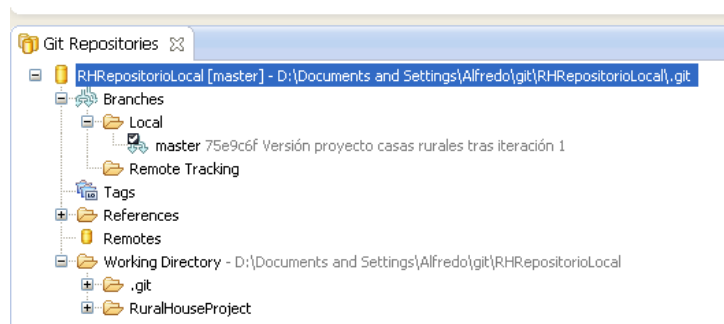 Git Repositories
RHRepositorioLocal [master] - D:\Documents and Settings\Alfredo\git\RHRepositorioLocal\.git
Branches
Local
master 75e9c6f Versión proyecto casas rurales tras iteración 1
Remote Tracking
Tags
References
Remotes
Working Directory - D:\Documents and Settings\Alfredo\git\RHRepositorioLocal
.git
RuralHouseProject